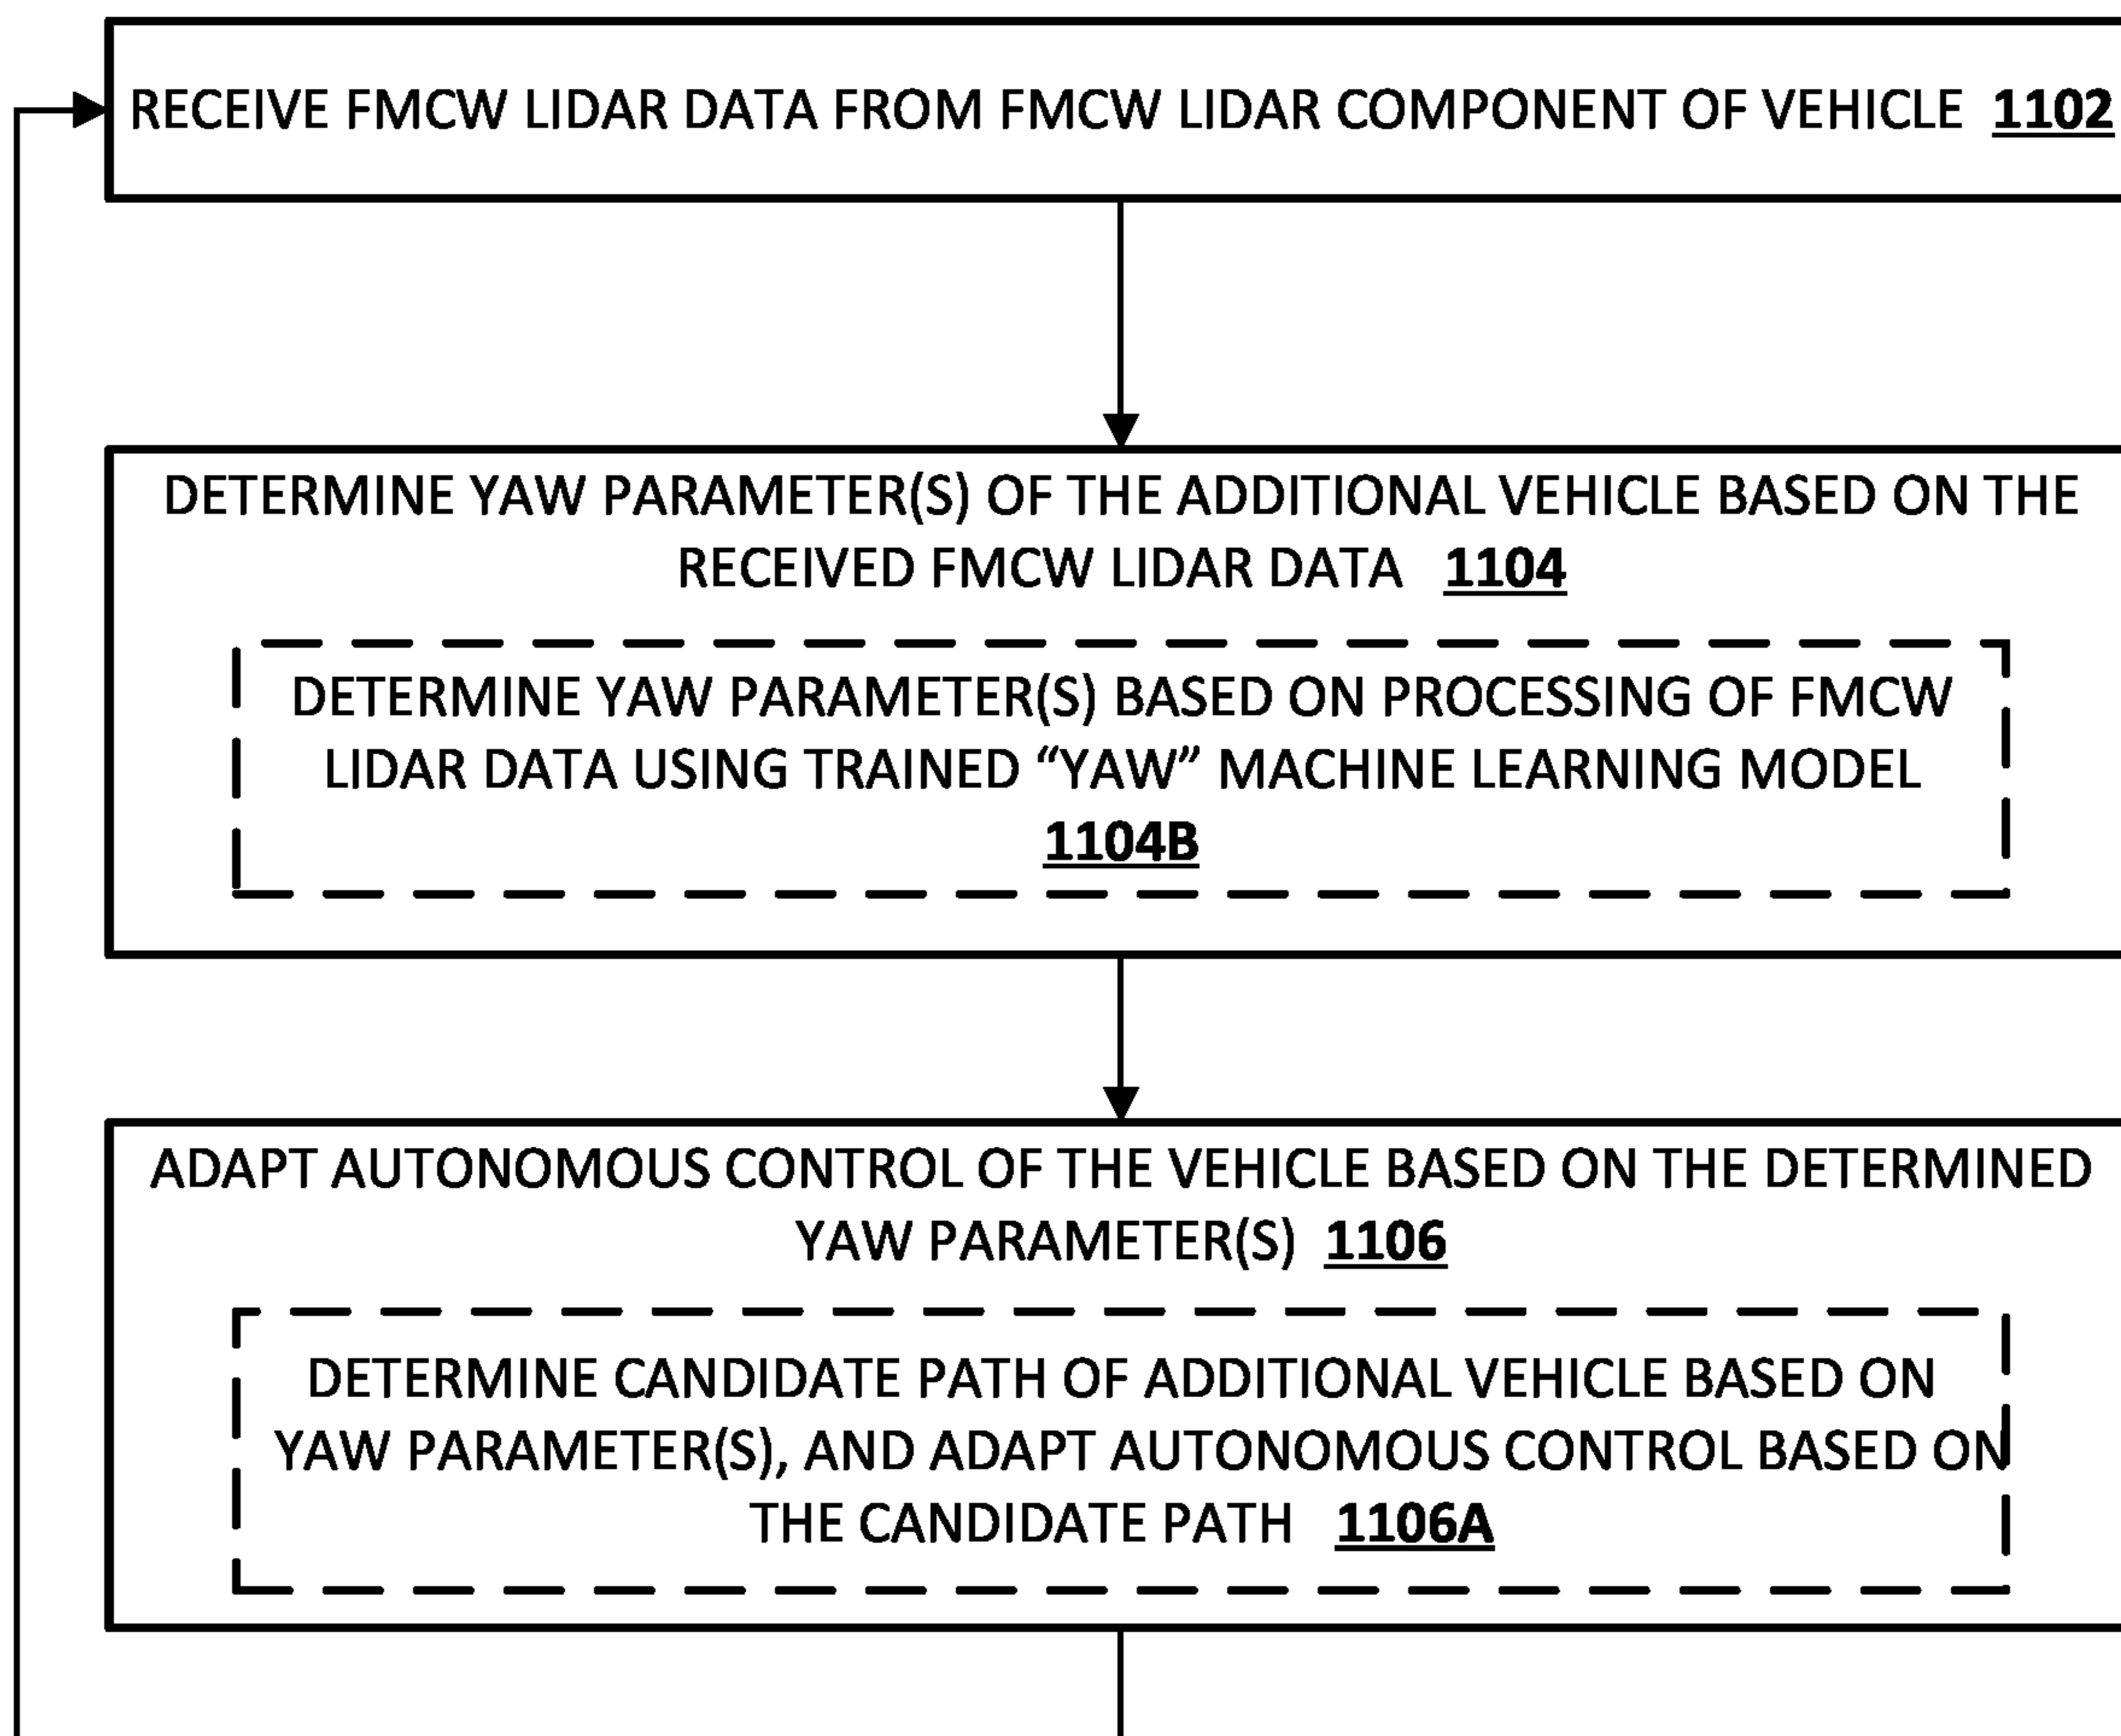 RECEIVE FMCW LIDAR DATA FROM FMCW LIDAR COMPONENT OF VEHICLE 1102
DETERMINE YAW PARAMETER(S) OF THE ADDITIONAL VEHICLE BASED ON THE
RECEIVED FMCW LIDAR DATA 1104
DETERMINE YAW PARAMETER(S) BASED ON PROCESSING OF FMCW
LIDAR DATA USING TRAINED “YAW” MACHINE LEARNING MODEL
1104B
ADAPT AUTONOMOUS CONTROL OF THE VEHICLE BASED ON THE DETERMINED
YAW PARAMETER(S) 1106
DETERMINE CANDIDATE PATH OF ADDITIONAL VEHICLE BASED ON
YAW PARAMETER(S), AND ADAPT AUTONOMOUS CONTROL BASED ON
THE CANDIDATE PATH 1106A